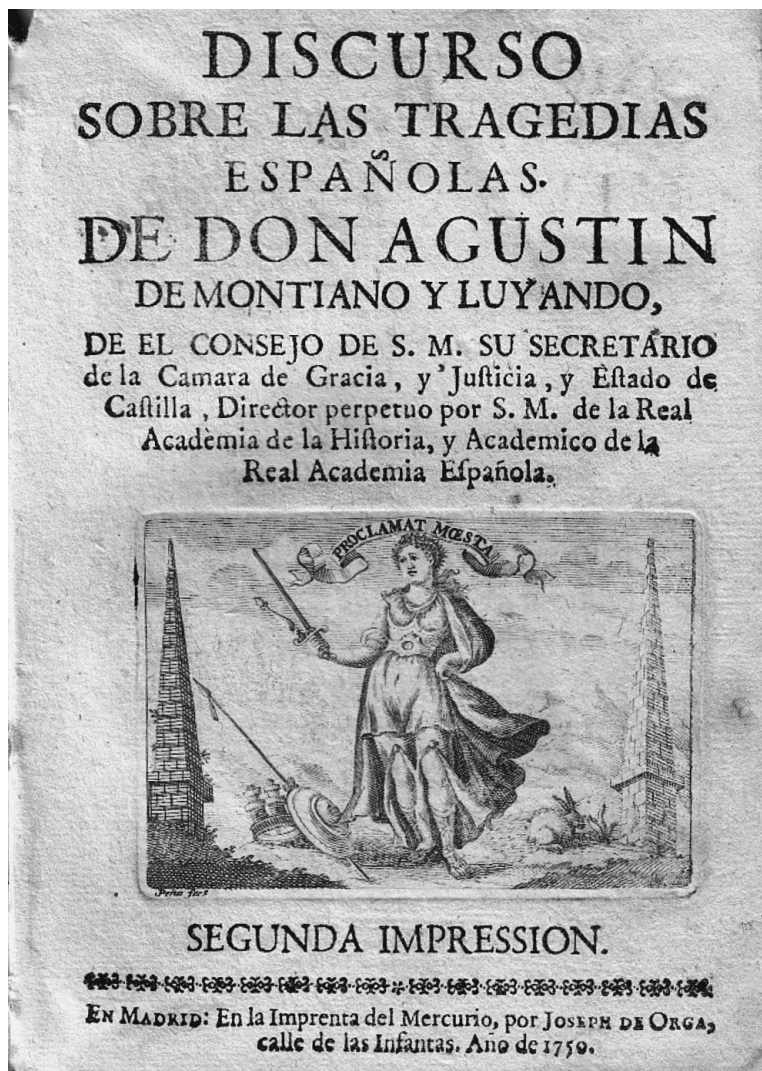 DISCURSO
SOBRE LAS TRAGEDIAS
ESPAÑOLAS.
DE DON AGUSTIN
DE MONTIANO Y LUYANDO,
DE EL CONSEJO DE S. M. SU SECRETARIO
de la Camara de Gracia, y Juſticia, y Eſtado de
Caſtilla, Director perpetuo por S. M. de la Real
Academia de la Hiſtoria, y Academico de la
Real Academia Eſpañola.
PROCLAMAT MŒSTA
Peña fect
SEGUNDA IMPRESSION.
EN MADRID: En la Imprenta del Mercurio, por JOSEPH DE ORGA,
calle de las Infantas. Año de 1750.